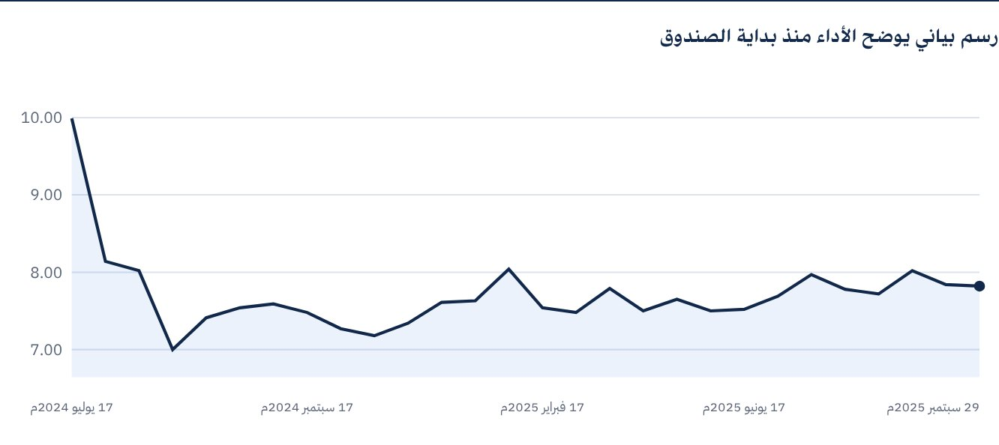 رسم بياني يوضح الأداء منذ بداية الصندوق
10.00
9.00
8.00
7.00
17 يوليو 2024م
17 سبتمبر 2024م
17 فبراير 2025م
17 يونيو 2025م
29 سبتمبر 2025م